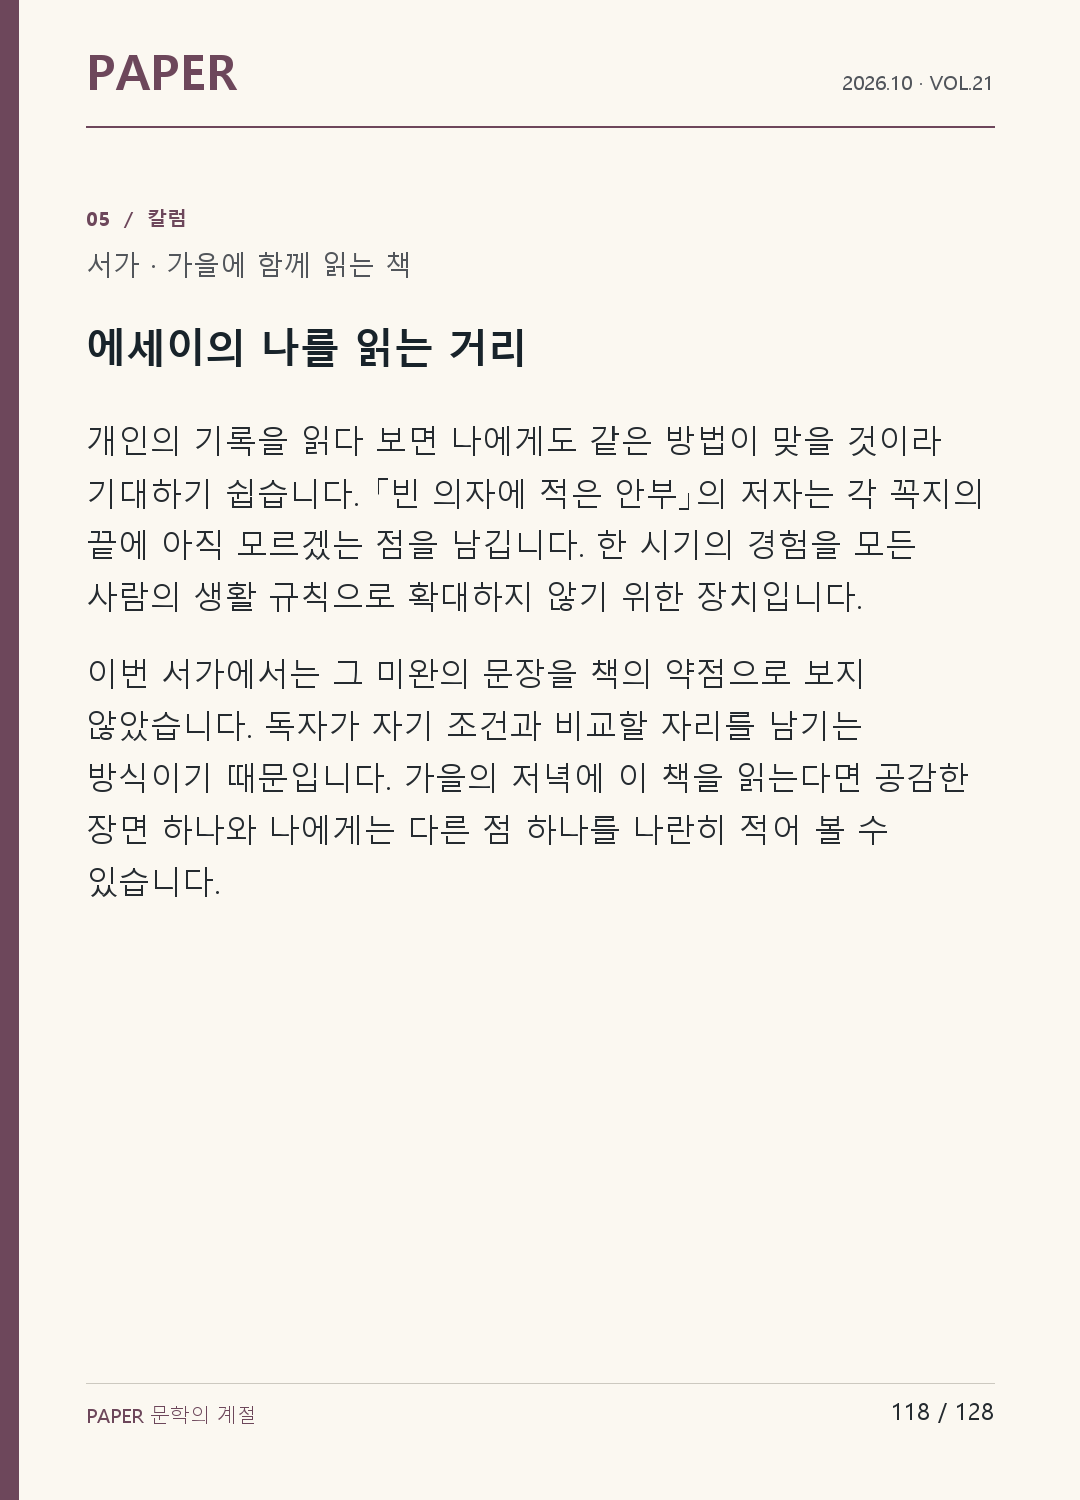 PAPER
2026.10 · VOL.21
05 / 칼럼
서가 · 가을에 함께 읽는 책
에세이의 나를 읽는 거리
개인의 기록을 읽다 보면 나에게도 같은 방법이 맞을 것이라
기대하기 쉽습니다. 「빈 의자에 적은 안부」의 저자는 각 꼭지의
끝에 아직 모르겠는 점을 남깁니다. 한 시기의 경험을 모든
사람의 생활 규칙으로 확대하지 않기 위한 장치입니다.
이번 서가에서는 그 미완의 문장을 책의 약점으로 보지
않았습니다. 독자가 자기 조건과 비교할 자리를 남기는
방식이기 때문입니다. 가을의 저녁에 이 책을 읽는다면 공감한
장면 하나와 나에게는 다른 점 하나를 나란히 적어 볼 수
있습니다.
PAPER 문학의 계절
118 / 128